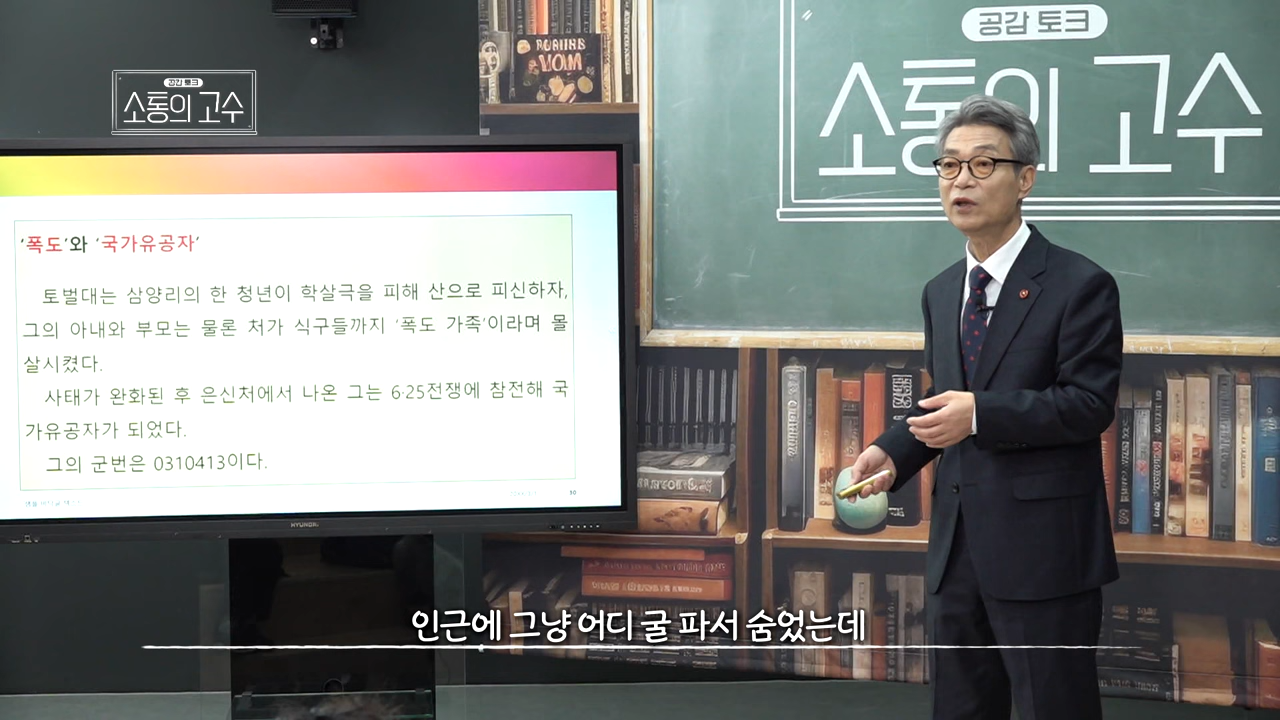 공감 토크
소통의 고수
공감 토크
소통의 고수
'폭도'와 '국가유공자'
토벌대는 삼양리의 한 청년이 학살극을 피해 산으로 피신하자,
그의 아내와 부모는 물론 처가 식구들까지 '폭도 가족'이라며 몰
살시켰다.
사태가 완화된 후 은신처에서 나온 그는 6·25전쟁에 참전해 국
가유공자가 되었다.
그의 군번은 0310413이다.
10
인근에 그냥 어디 굴 파서 숨었는데